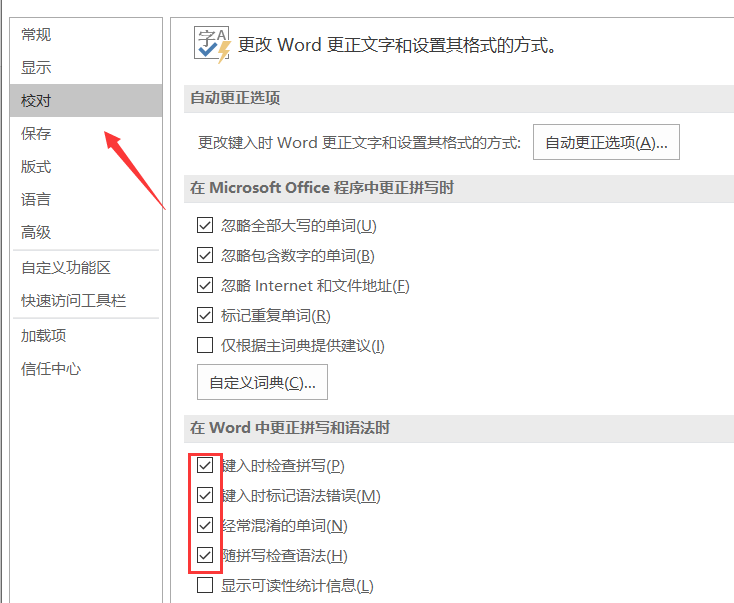 常规
显示
校对
保存
版式
语言
高级
自定义功能区
快速访问工具栏
加载项
信任中心
字A
更改 Word 更正文字和设置其格式的方式。
自动更正选项
更改键入时 Word 更正文字和设置其格式的方式:
自动更正选项(A)...
在 Microsoft Office 程序中更正拼写时
忽略全部大写的单词(U)
忽略包含数字的单词(B)
忽略 Internet 和文件地址(F)
标记重复单词(R)
仅根据主词典提供建议(I)
自定义词典(C)...
在 Word 中更正拼写和语法时
键入时检查拼写(P)
键入时标记语法错误(M)
经常混淆的单词(N)
随拼写检查语法(H)
显示可读性统计信息(L)